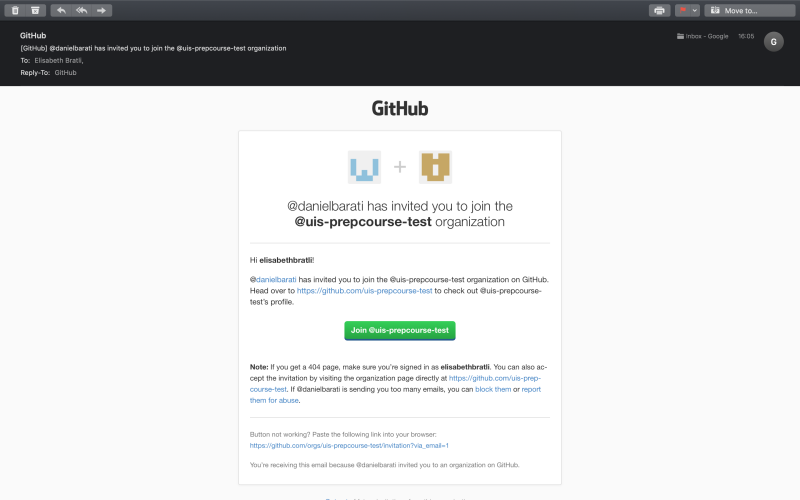 Move to...
GitHub
Inbox - Google 16:05
G
[GitHub] @danielbarati has invited you to join the @uis-prepcourse-test organization
To: Elisabeth Bratli,
Reply-To: GitHub
GitHub
@danielbarati has invited you to join the
@uis-prepcourse-test organization
Hi elisabethbratli!
@danielbarati has invited you to join the @uis-prepcourse-test organization on GitHub.
Head over to https://github.com/uis-prepcourse-test to check out @uis-prepcourse-
test's profile.
Join @uis-prepcourse-test
Note: If you get a 404 page, make sure you're signed in as elisabethbratli. You can also ac-
cept the invitation by visiting the organization page directly at https://github.com/uis-prep-
course-test. If @danielbarati is sending you too many emails, you can block them or report
them for abuse.
Button not working? Paste the following link into your browser:
https://github.com/orgs/uis-prepcourse-test/invitation?via_email=1
You're receiving this email because @danielbarati invited you to an organization on GitHub.